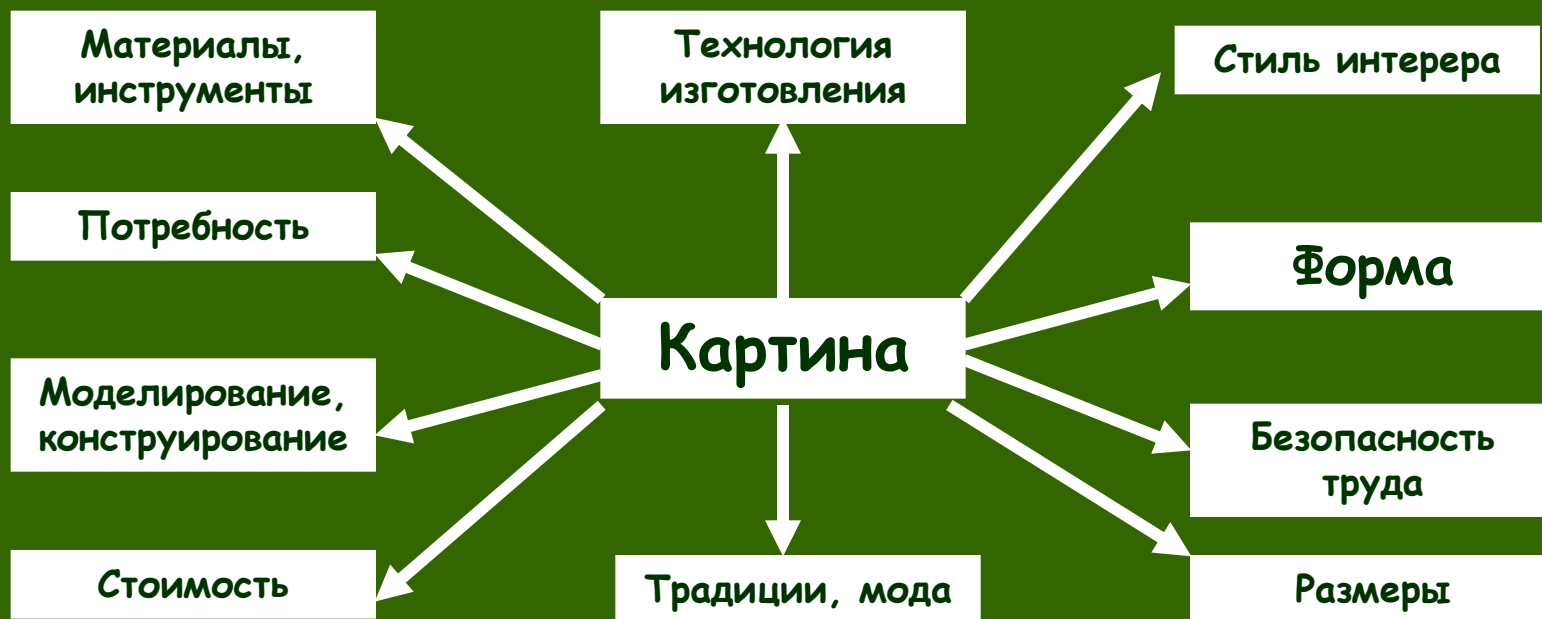 Материалы,
инструменты
Технология
изготовления
Стиль интерера
Потребность
Форма
Картина
Моделирование,
конструирование
Безопасность
труда
Стоимость
Традиции, мода
Размеры